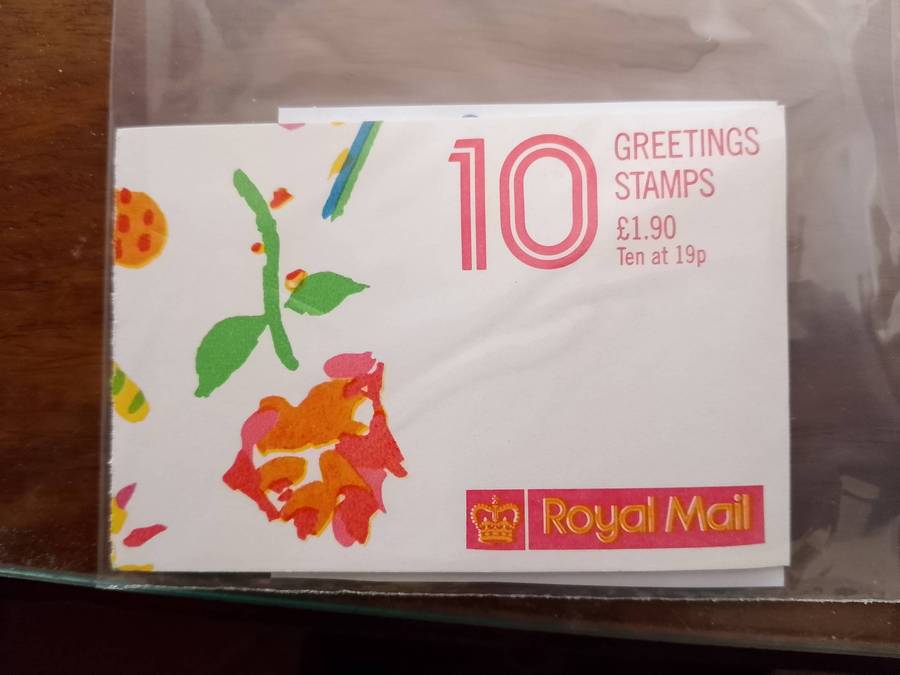 10
GREETINGS
STAMPS
£1.90
Ten at 19p
Royal Mail